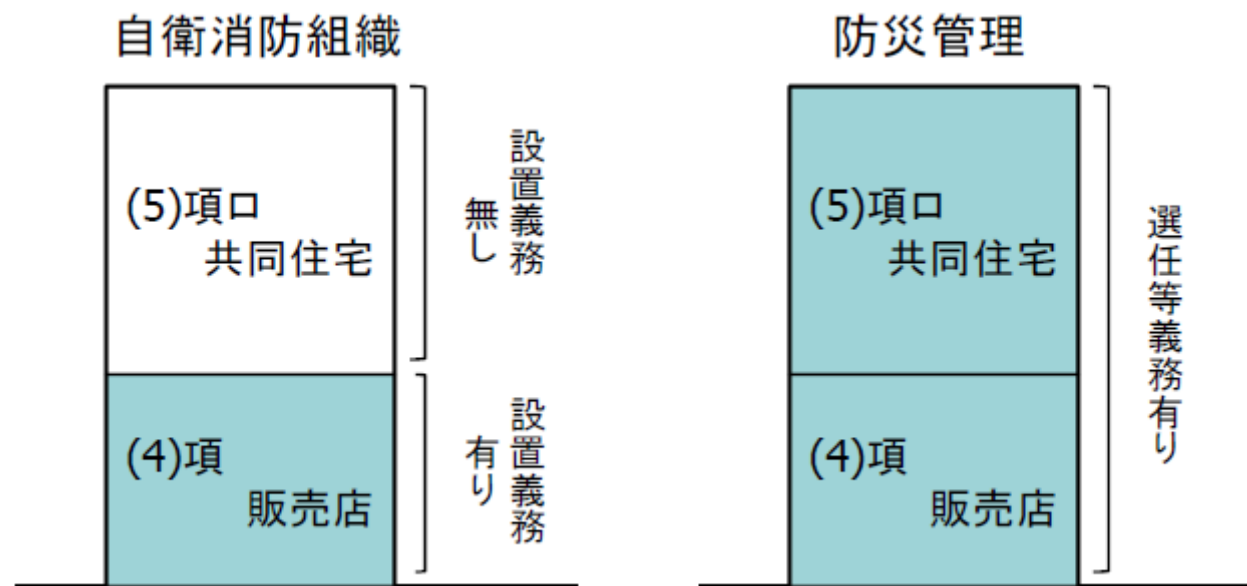 自衛消防組織
(5)項ロ
共同住宅
設置義務
無し
(4)項
販売店
設置義務
有り
防災管理
(5)項ロ
共同住宅
(4)項
販売店
選任等義務有り